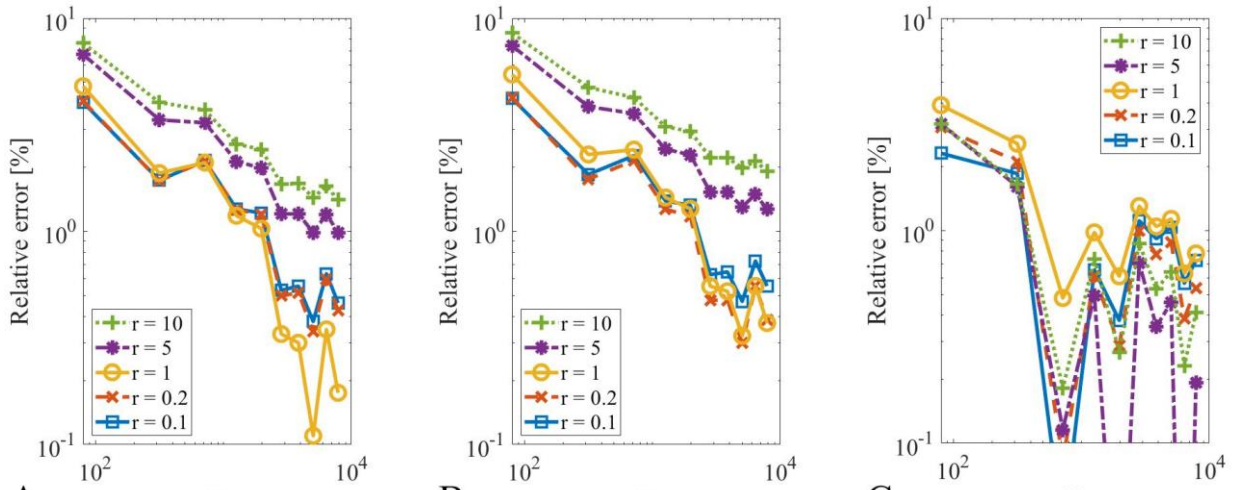 10^1
10^0
10^-1
Relative error [%]
r = 10
r = 5
r = 1
r = 0.2
r = 0.1
10^2
10^4
10^1
10^0
10^-1
Relative error [%]
r = 10
r = 5
r = 1
r = 0.2
r = 0.1
10^2
10^4
10^1
10^0
10^-1
Relative error [%]
r = 10
r = 5
r = 1
r = 0.2
r = 0.1
10^2
10^4